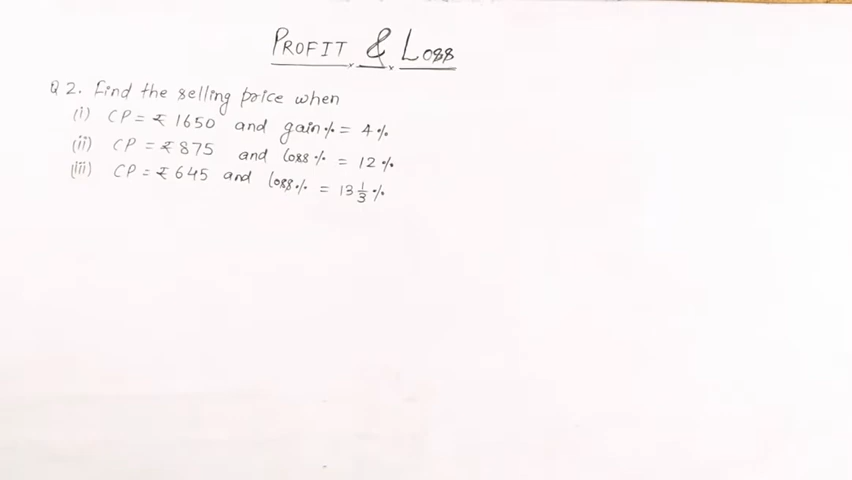 PROFIT & LOSS
Q 2. Find the selling price when
(i) CP = ₹ 1650 and gain % = 4 %
(ii) CP = ₹ 875 and loss % = 12 %
(iii) CP = ₹ 645 and loss % = 13 1/3 %